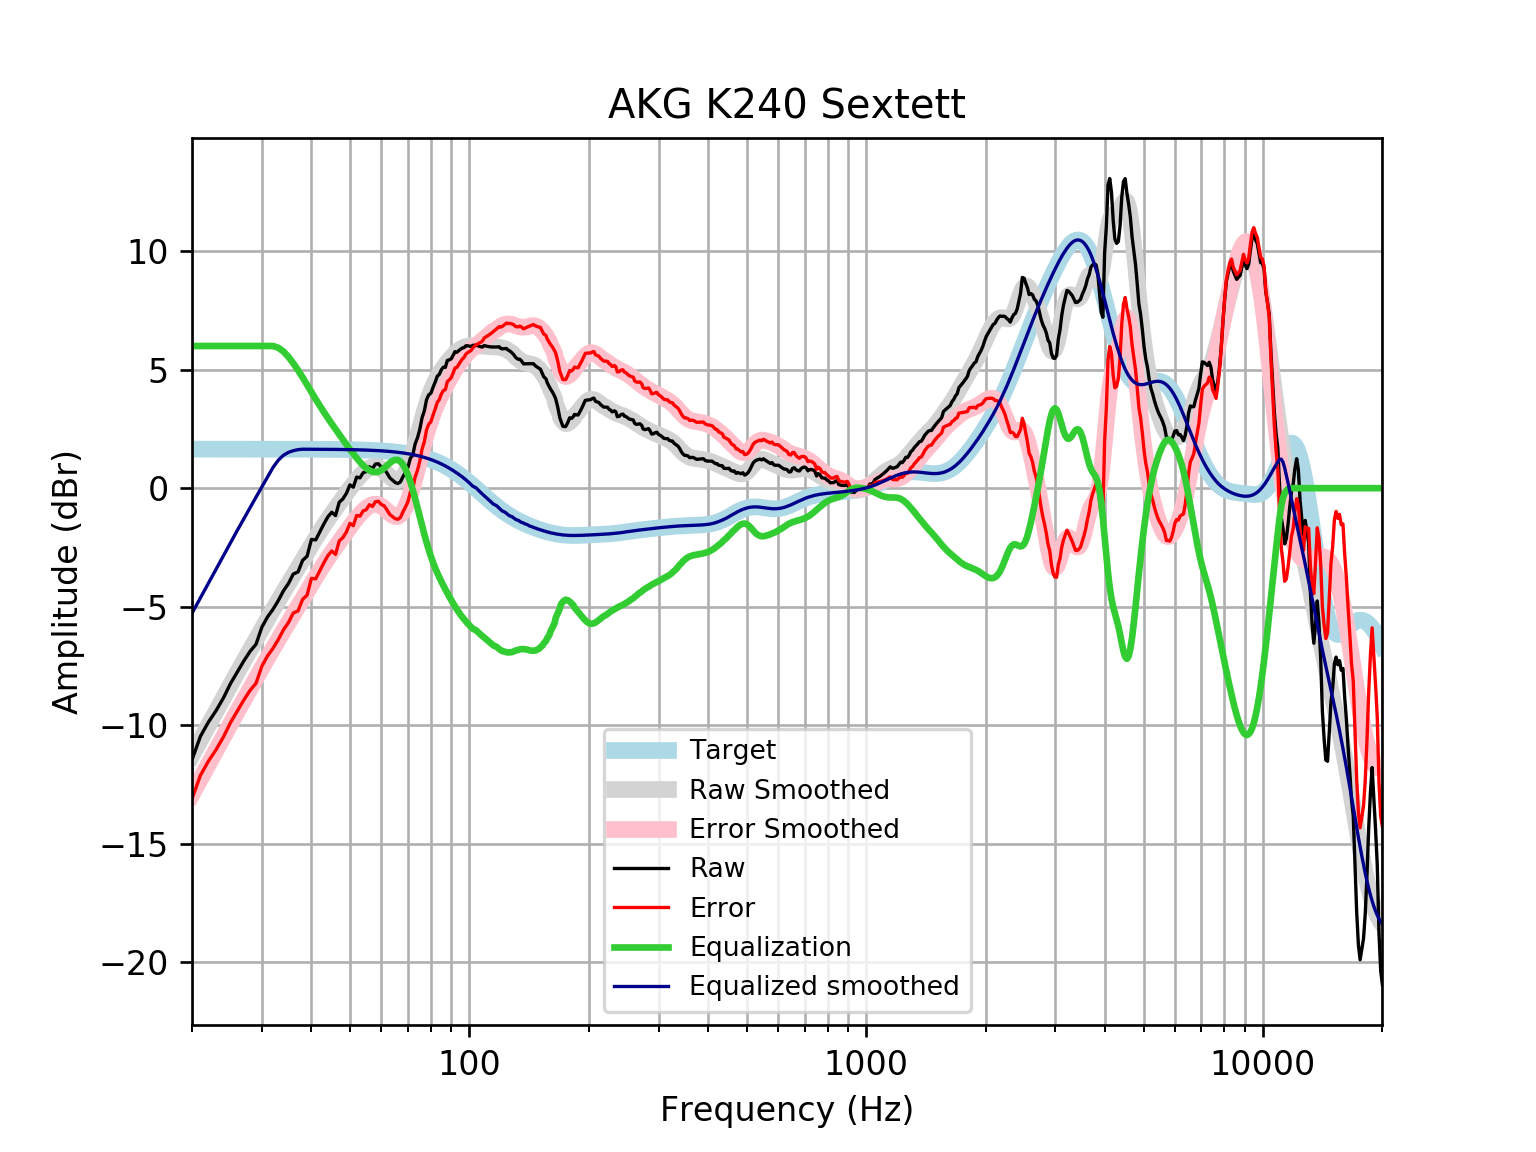 AKG K240 Sextett
Amplitude (dBr)
10
5
0
−5
−10
−15
−20
Target
Raw Smoothed
Error Smoothed
Raw
Error
Equalization
Equalized smoothed
100 1000 10000
Frequency (Hz)